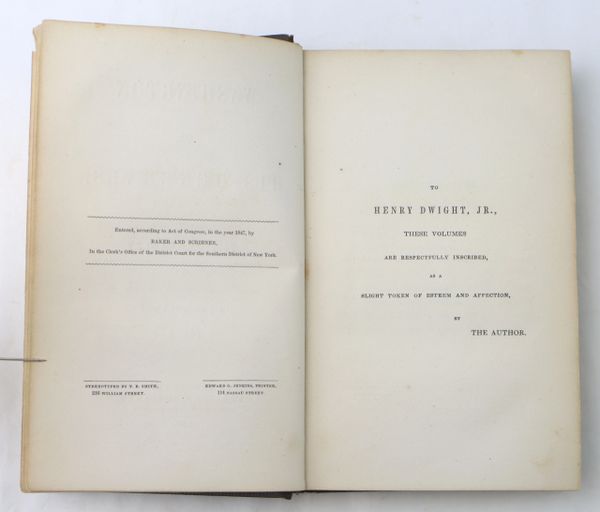 Entered, according to Act of Congress, in the year 1847, by
BAKER AND SCRIBNER,
In the Clerk's Office of the District Court for the Southern District of New York.
STEREOTYPED BY T. B. SMITH,
216 WILLIAM STREET.
EDWARD O. JENKINS, PRINTER,
114 NASSAU STREET.
TO
HENRY DWIGHT, JR.,
THESE VOLUMES
ARE RESPECTFULLY INSCRIBED,
AS A
SLIGHT TOKEN OF ESTEEM AND AFFECTION,
BY
THE AUTHOR.